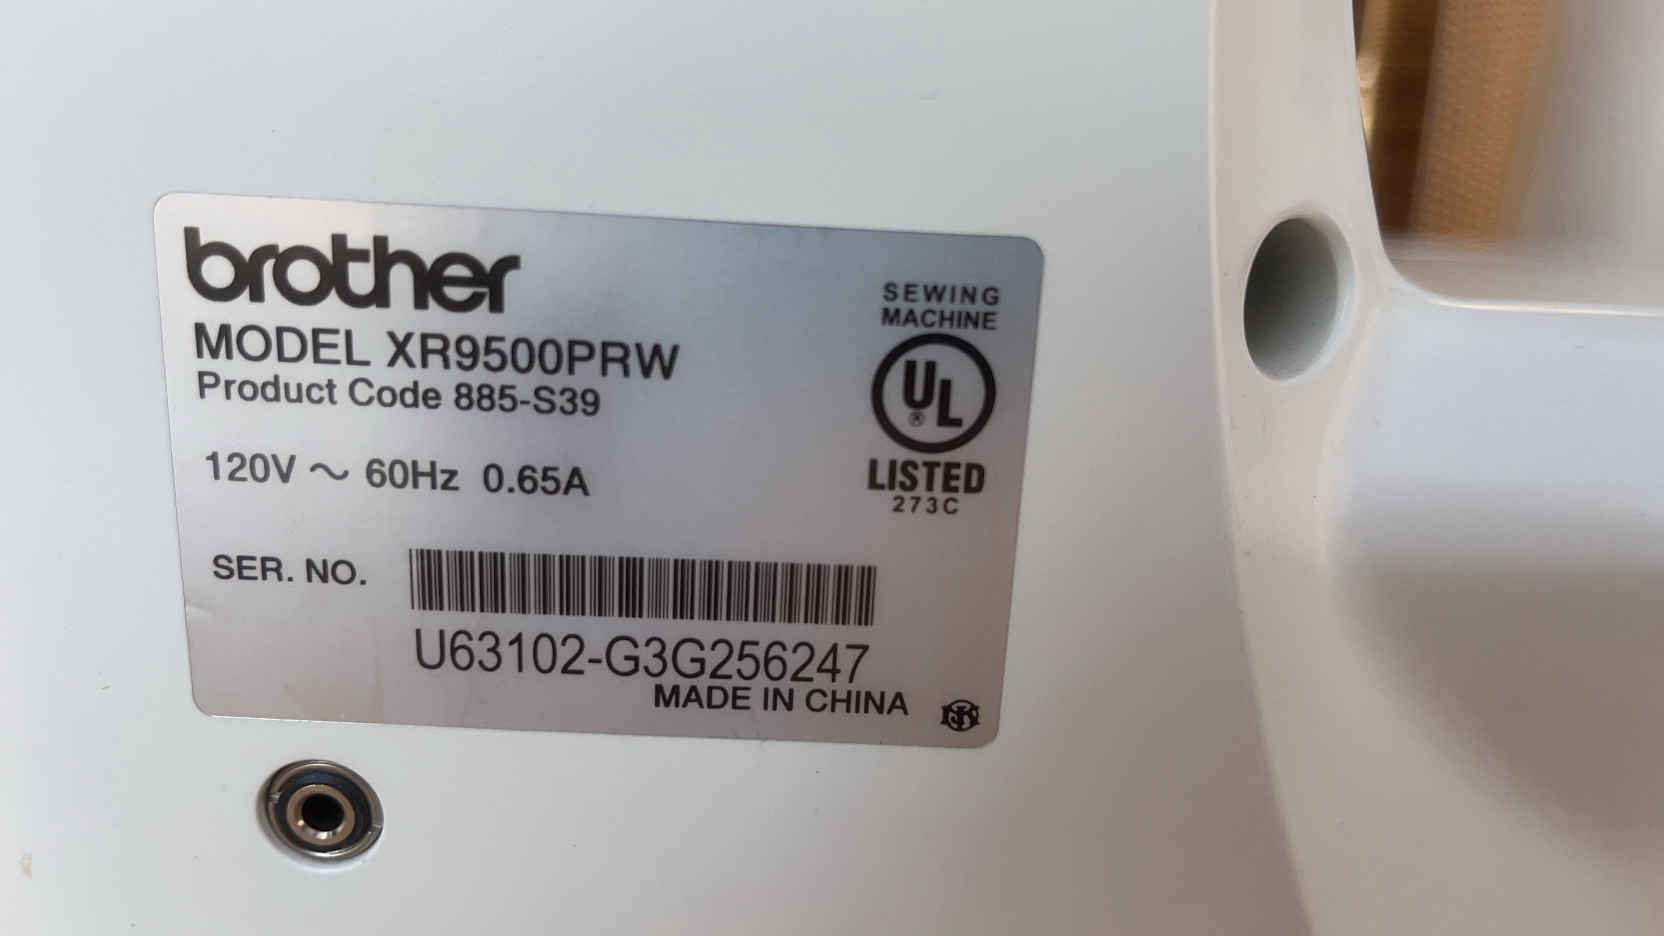 brother
MODEL XR9500PRW
Product Code 885-S39
120V ～ 60Hz 0.65A
SEWING
MACHINE
UL
®
LISTED
273C
SER. NO.
U63102-G3G256247
MADE IN CHINA